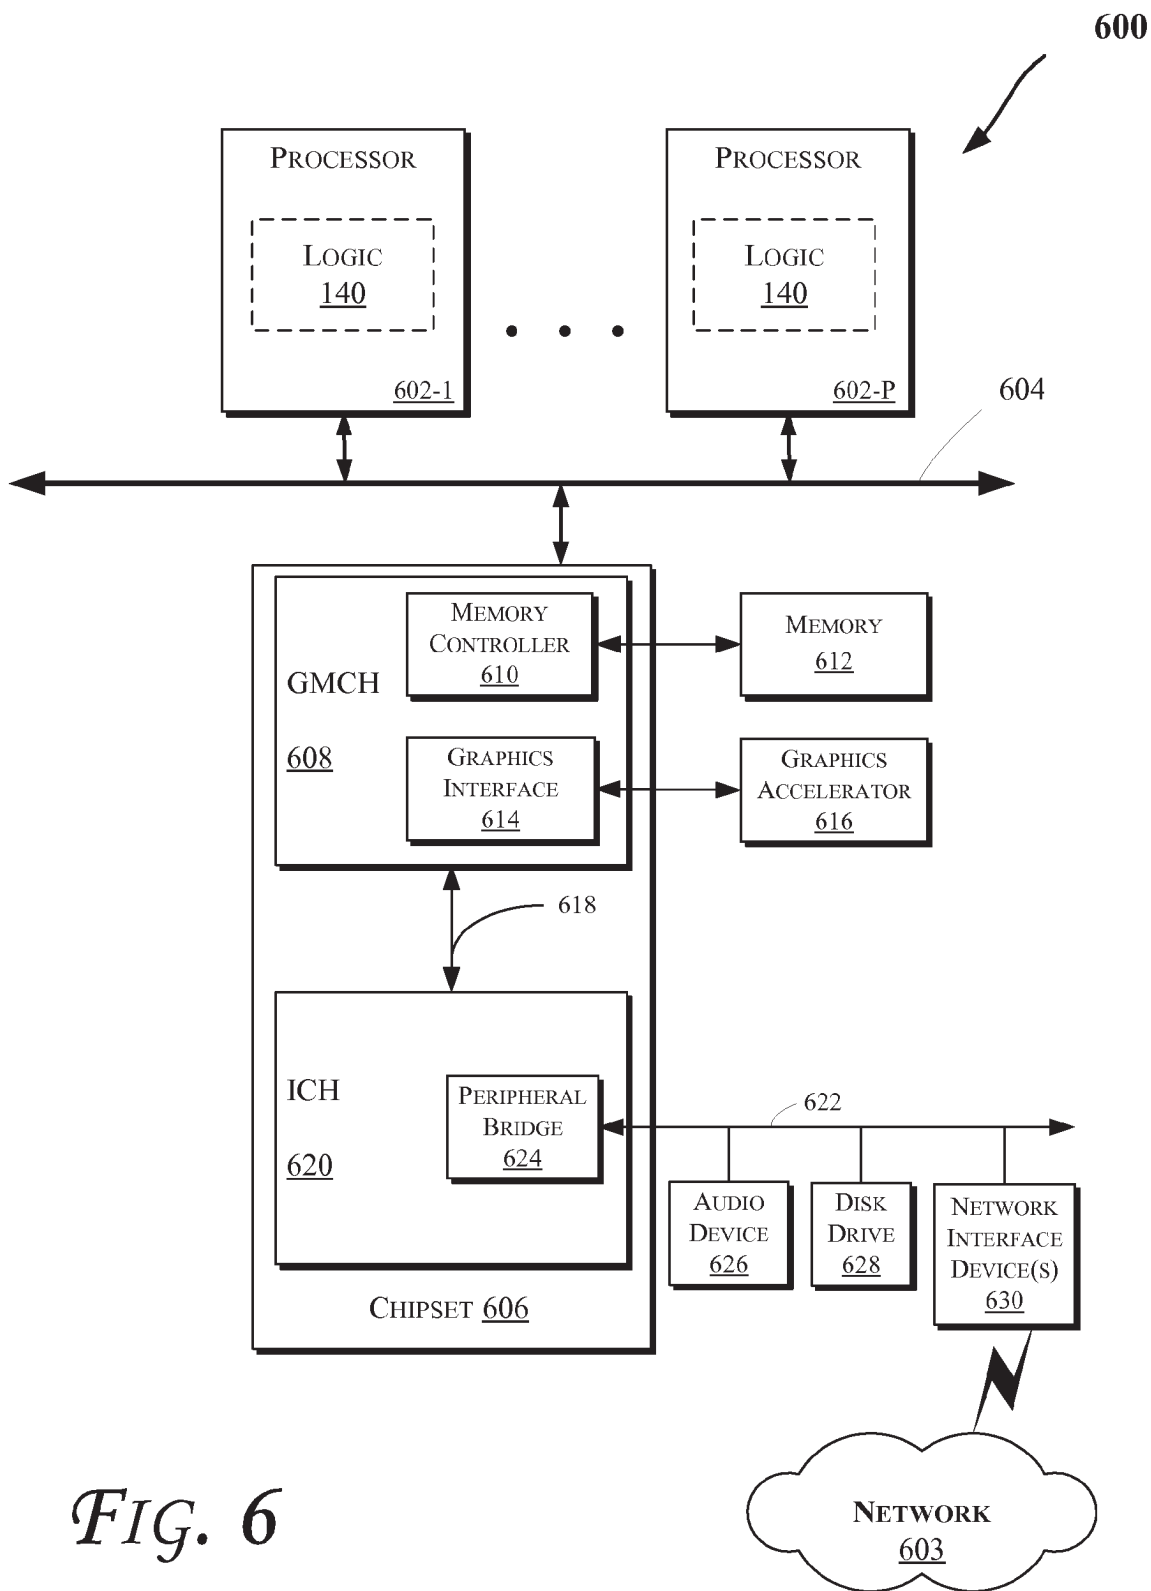 600
PROCESSOR
LOGIC
140
602-1
PROCESSOR
LOGIC
140
602-P
604
MEMORY
CONTROLLER
610
MEMORY
612
GMCH
608
GRAPHICS
INTERFACE
614
GRAPHICS
ACCELERATOR
616
618
ICH
620
PERIPHERAL
BRIDGE
624
622
AUDIO
DEVICE
626
DISK
DRIVE
628
NETWORK
INTERFACE
DEVICE(S)
630
CHIPSET 606
NETWORK
603
FIG. 6